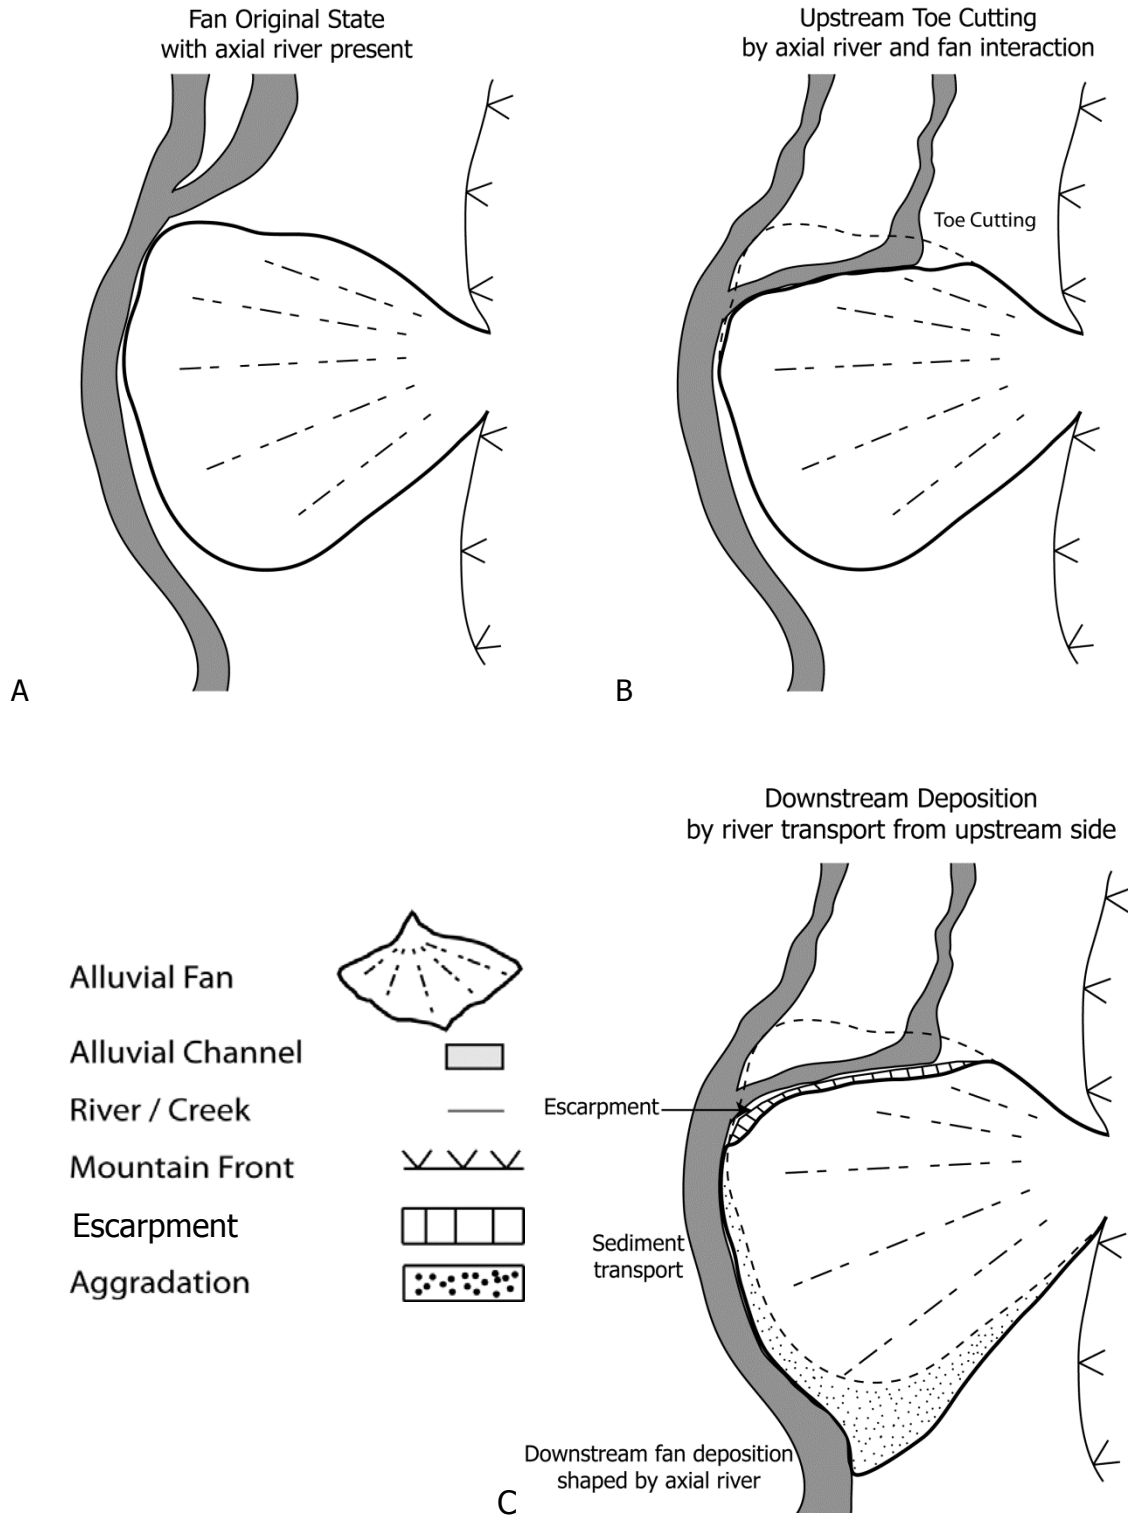 Fan Original State
with axial river present
Upstream Toe Cutting
by axial river and fan interaction
Toe Cutting
A
B
Downstream Deposition
by river transport from upstream side
Alluvial Fan
Alluvial Channel
River / Creek
Mountain Front
Escarpment
Aggradation
Escarpment
Sediment
transport
Downstream fan deposition
shaped by axial river
C